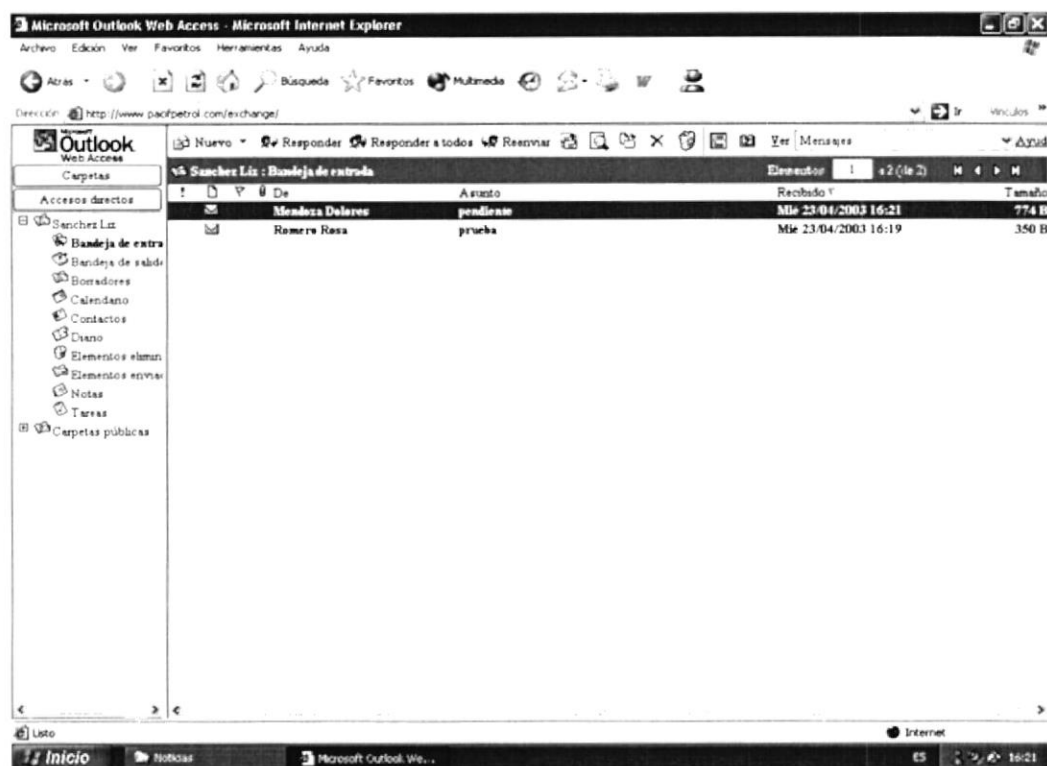 Microsoft Outlook Web Access - Microsoft Internet Explorer
Archivo Edición Ver Favoritos Herramientas Ayuda
Atrás Búsqueda Favoritos Multimedia
Dirección http://www.pacifpetrol.com/exchange/ Ir Vínculos
Microsoft
Outlook
Web Access
Nuevo Responder Responder a todos Reenviar Ver Mensajes Ayud
Carpetas
Sanchez Liz : Bandeja de entrada Elementos 1 a 2 (de 2)
Accesos directos
! De Asunto Recibido Tamaño
Mendoza Dolores pendiente Mié 23/04/2003 16:21 774 B
Romero Rosa prueba Mié 23/04/2003 16:19 350 B
Sanchez Liz
Bandeja de entra
Bandeja de salida
Borradores
Calendario
Contactos
Diario
Elementos elimin
Elementos enviad
Notas
Tareas
Carpetas públicas
Listo Internet
Inicio Noticias Microsoft Outlook We... ES 16:21